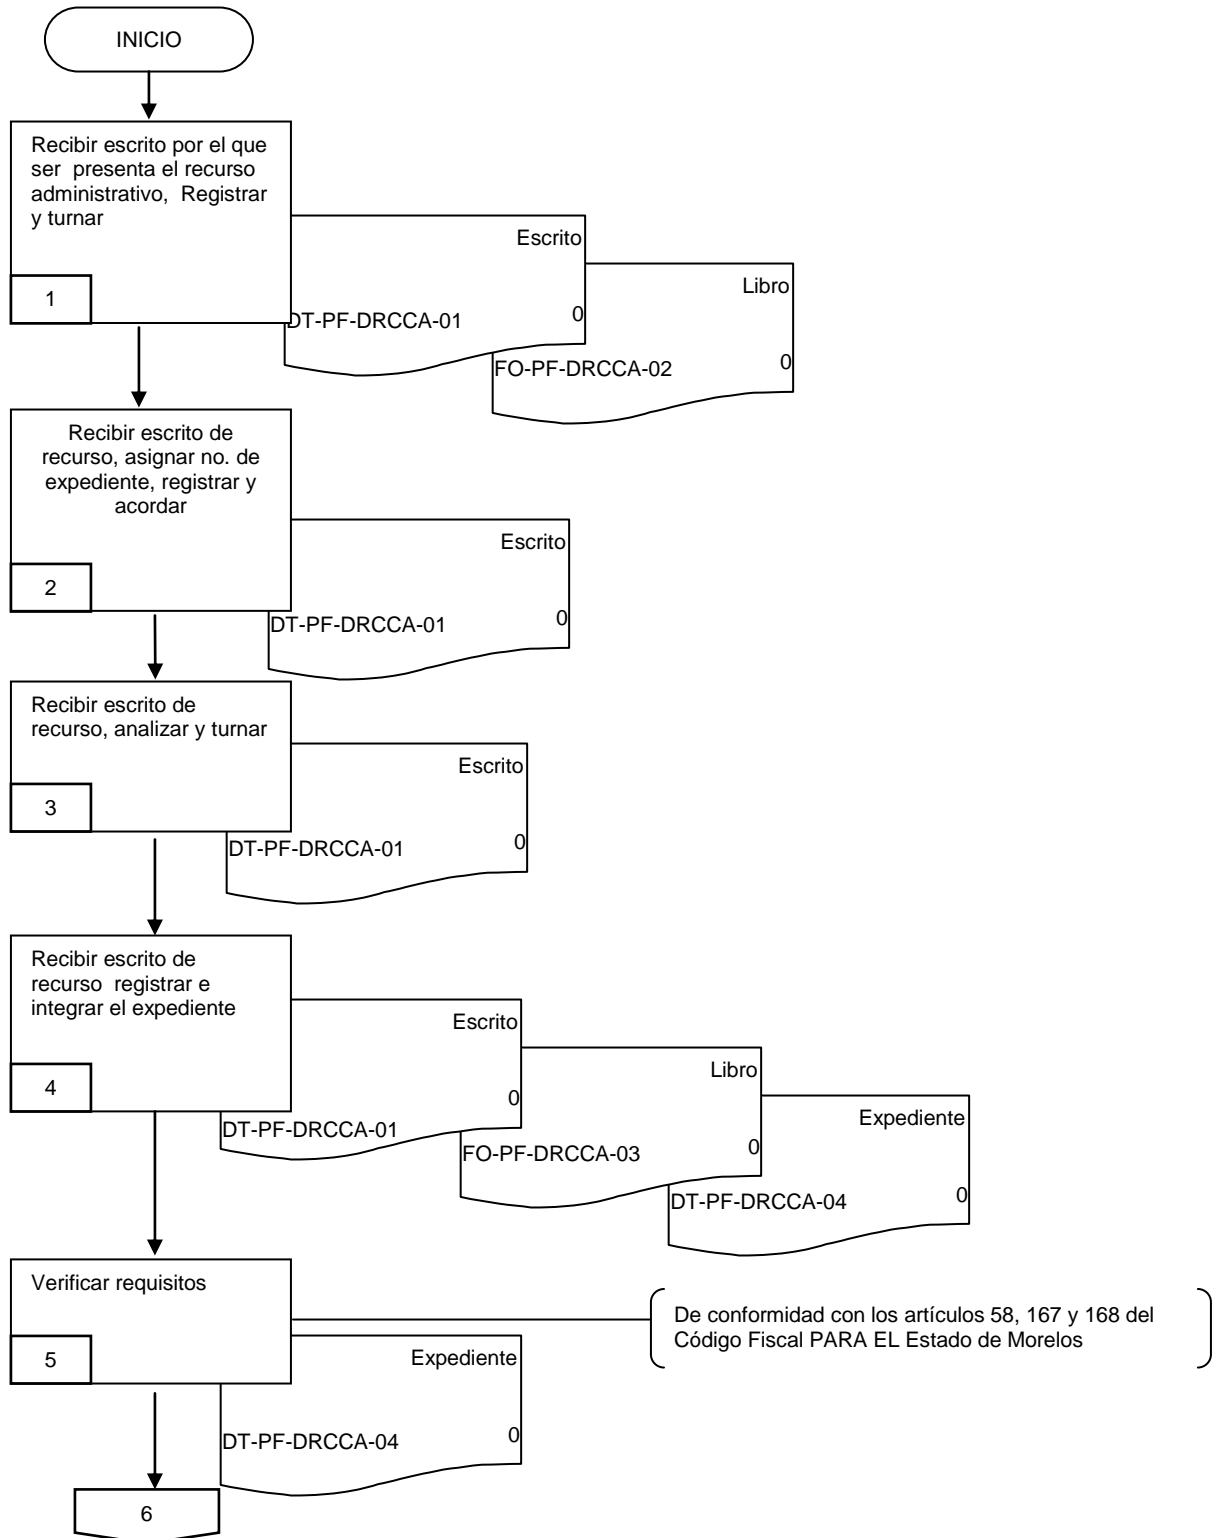 INICIO
Recibir escrito por el que
ser presenta el recurso
administrativo, Registrar
y turnar
1
Escrito
0
DT-PF-DRCCA-01
Libro
0
FO-PF-DRCCA-02
Recibir escrito de
recurso, asignar no. de
expediente, registrar y
acordar
2
Escrito
0
DT-PF-DRCCA-01
Recibir escrito de
recurso, analizar y turnar
3
Escrito
0
DT-PF-DRCCA-01
Recibir escrito de
recurso registrar e
integrar el expediente
4
Escrito
0
DT-PF-DRCCA-01
Libro
0
FO-PF-DRCCA-03
Expediente
0
DT-PF-DRCCA-04
Verificar requisitos
5
De conformidad con los artículos 58, 167 y 168 del
Código Fiscal PARA EL Estado de Morelos
Expediente
0
DT-PF-DRCCA-04
6